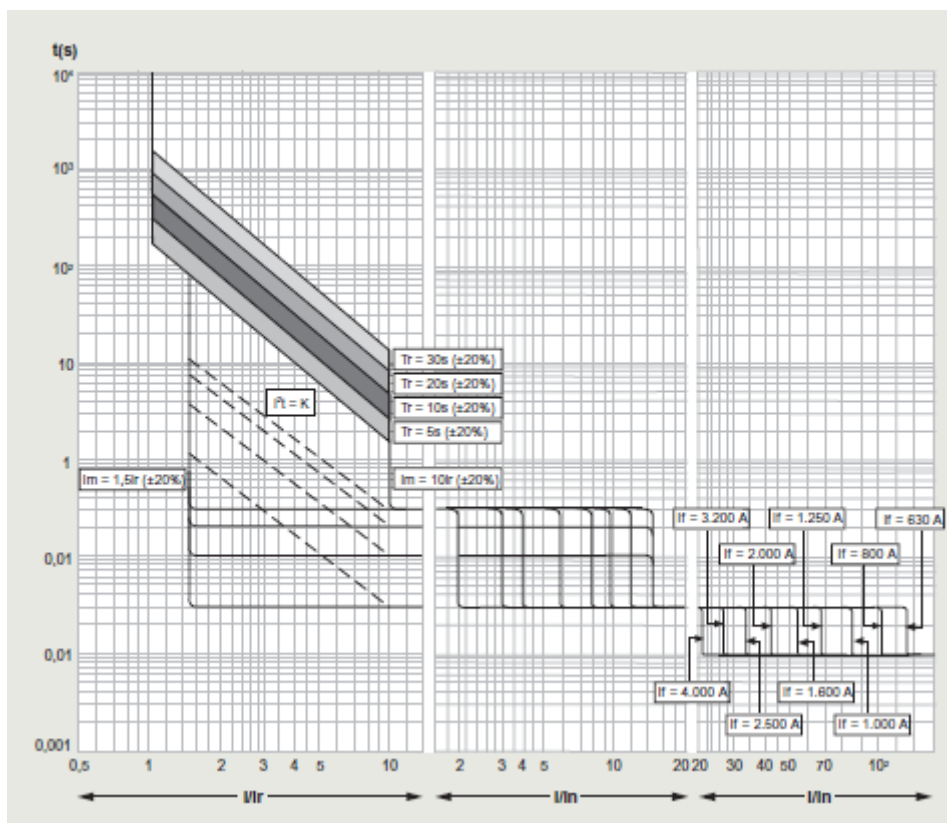 t(s)
10⁴
10³
10²
10
1
0,01
0,01
0,001
Tr = 30s (±20%)
Tr = 20s (±20%)
Tr = 10s (±20%)
Tr = 5s (±20%)
I²t = K
Im = 1,5Ir (±20%)
Im = 10Ir (±20%)
If = 3.200 A
If = 1.250 A
If = 630 A
If = 2.000 A
If = 800 A
If = 4.000 A
If = 1.600 A
If = 2.500 A
If = 1.000 A
0,5 1 2 3 4 5 10 2 3 4 5 10 20 20 30 40 50 70 10²
I/Ir I/In I/In